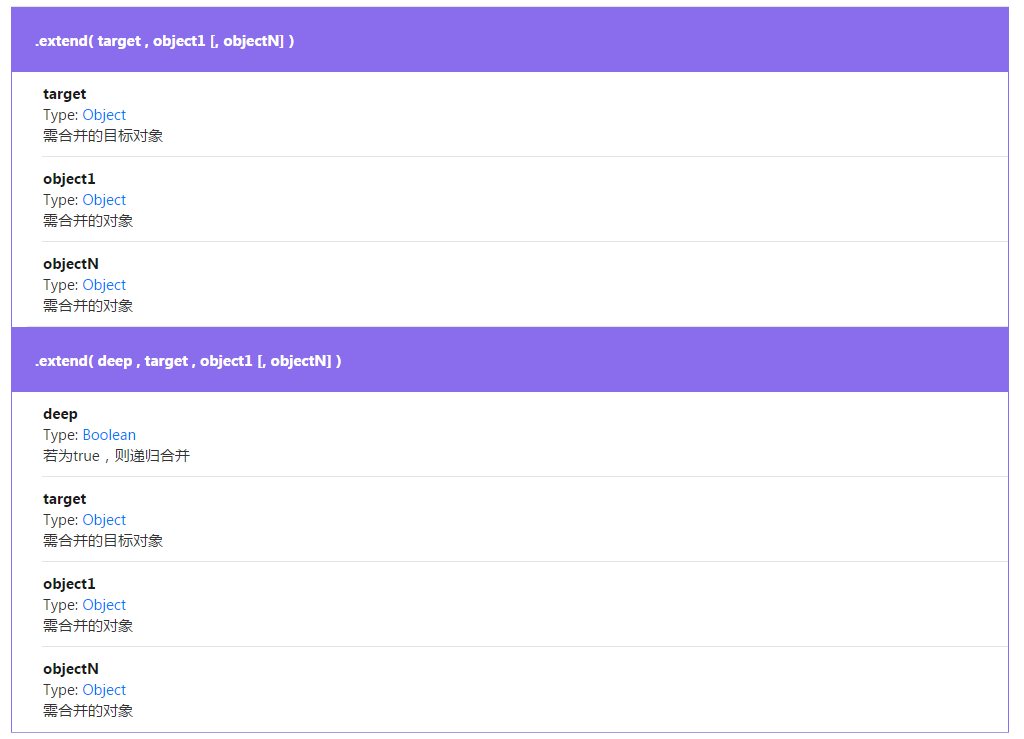 .extend( target , object1 [, objectN] )
target
Type: Object
需合并的目标对象
object1
Type: Object
需合并的对象
objectN
Type: Object
需合并的对象
.extend( deep , target , object1 [, objectN] )
deep
Type: Boolean
若为true，则递归合并
target
Type: Object
需合并的目标对象
object1
Type: Object
需合并的对象
objectN
Type: Object
需合并的对象